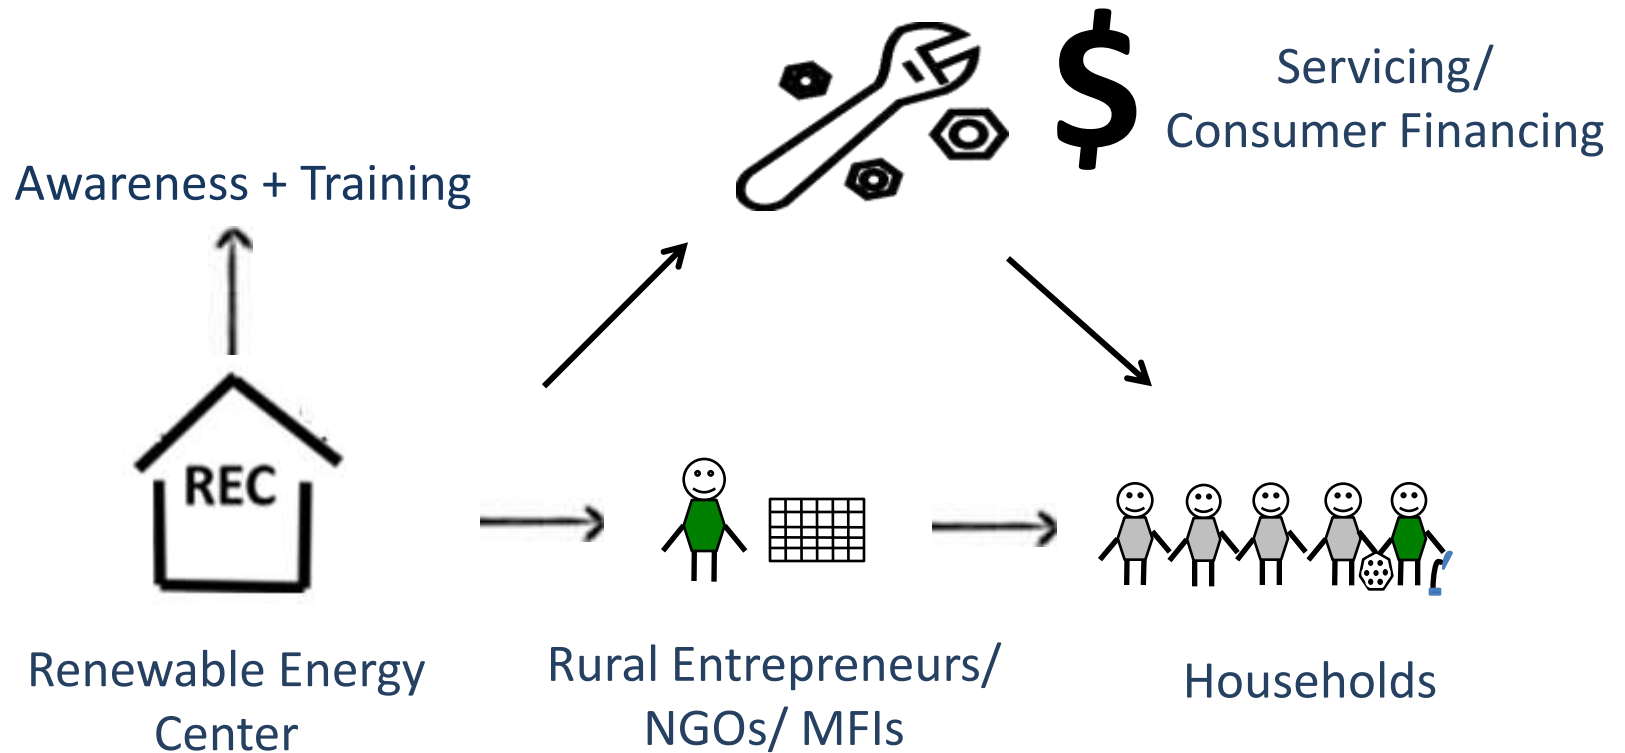 $
Servicing/
Consumer Financing
Awareness + Training
REC
Renewable Energy
Center
Rural Entrepreneurs/
NGOs/ MFIs
Households